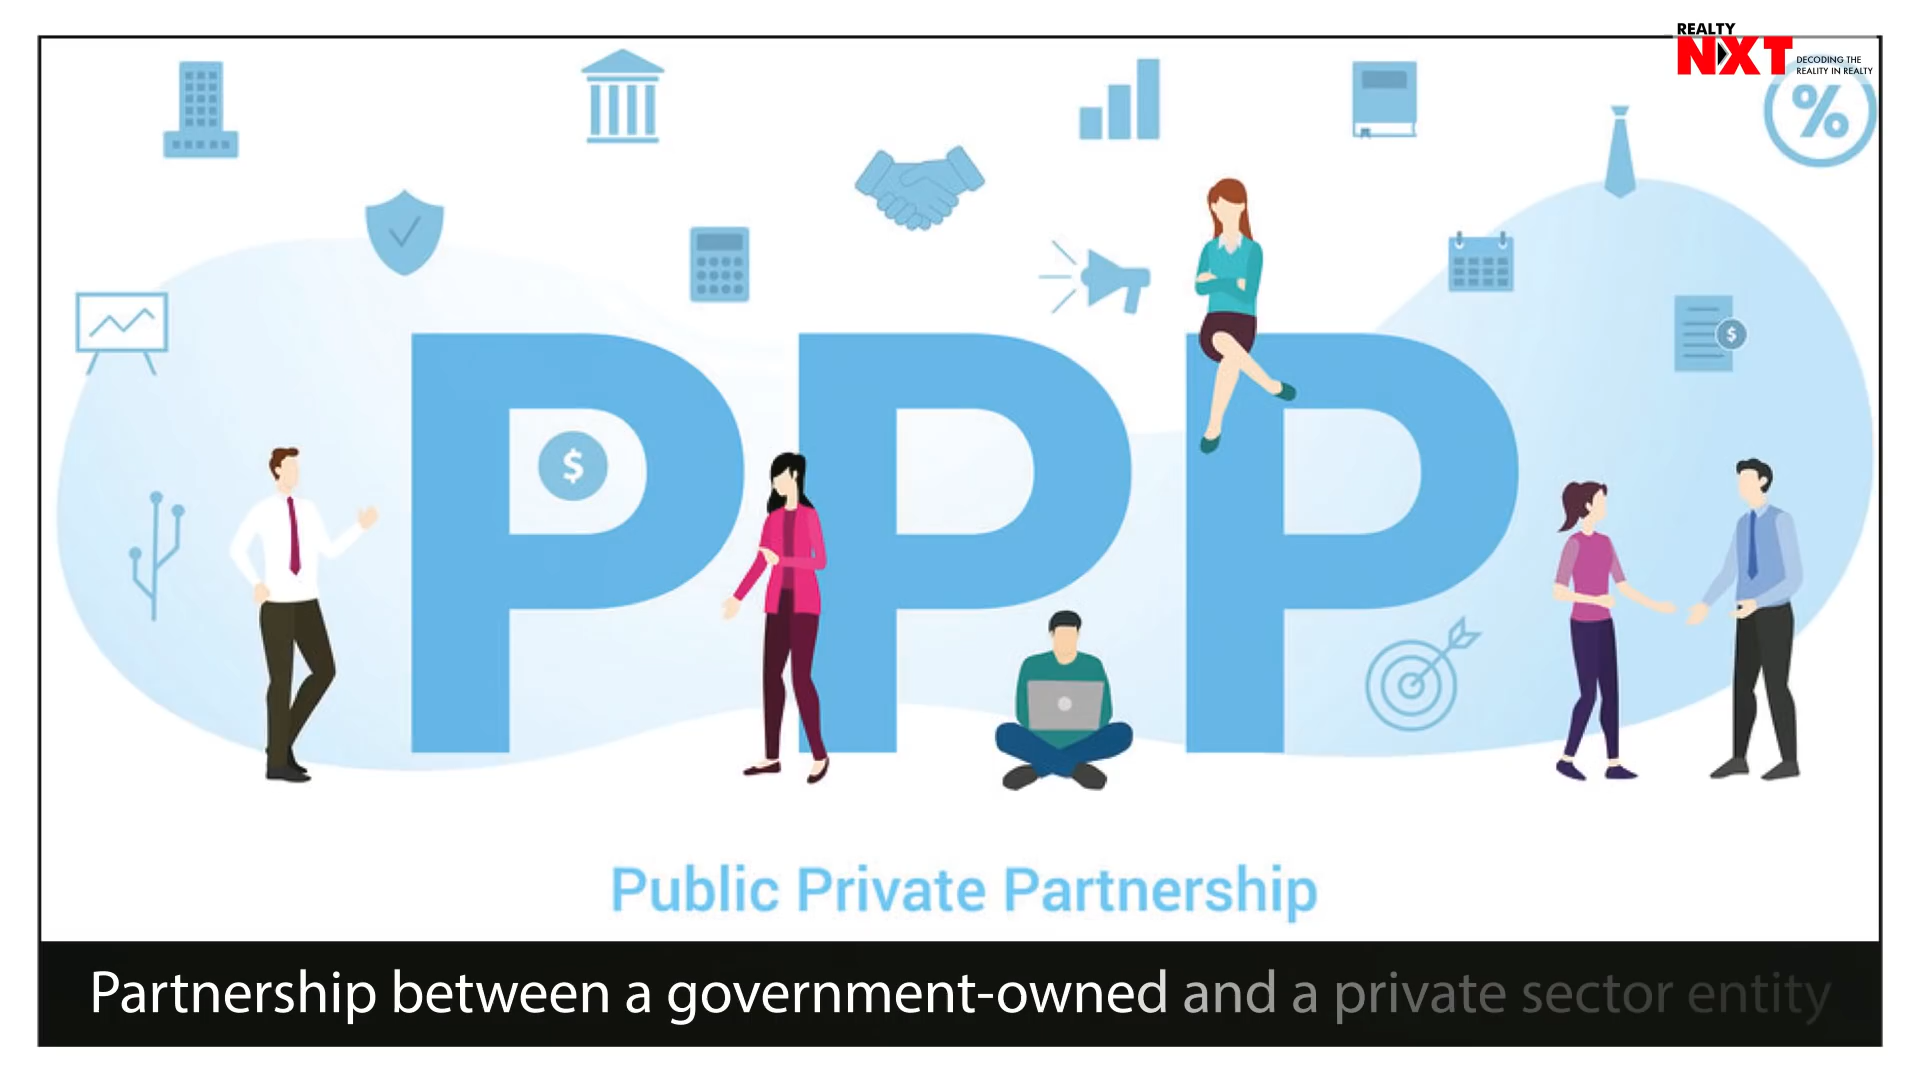 REALTY
NXT
DECODING THE
REALITY IN REALTY
%
$
$
PPP
Public Private Partnership
Partnership between a government-owned and a private sector entity